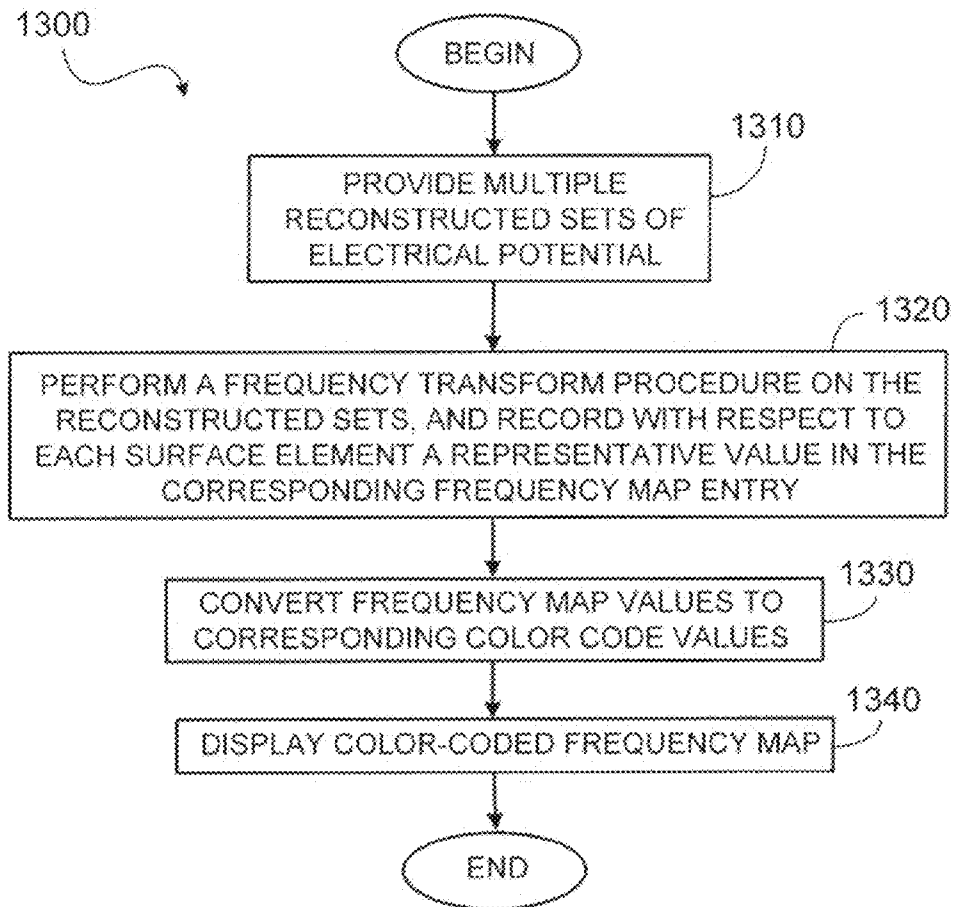 1300
BEGIN
1310
PROVIDE MULTIPLE
RECONSTRUCTED SETS OF
ELECTRICAL POTENTIAL
1320
PERFORM A FREQUENCY TRANSFORM PROCEDURE ON THE
RECONSTRUCTED SETS, AND RECORD WITH RESPECT TO
EACH SURFACE ELEMENT A REPRESENTATIVE VALUE IN THE
CORRESPONDING FREQUENCY MAP ENTRY
1330
CONVERT FREQUENCY MAP VALUES TO
CORRESPONDING COLOR CODE VALUES
1340
DISPLAY COLOR-CODED FREQUENCY MAP
END